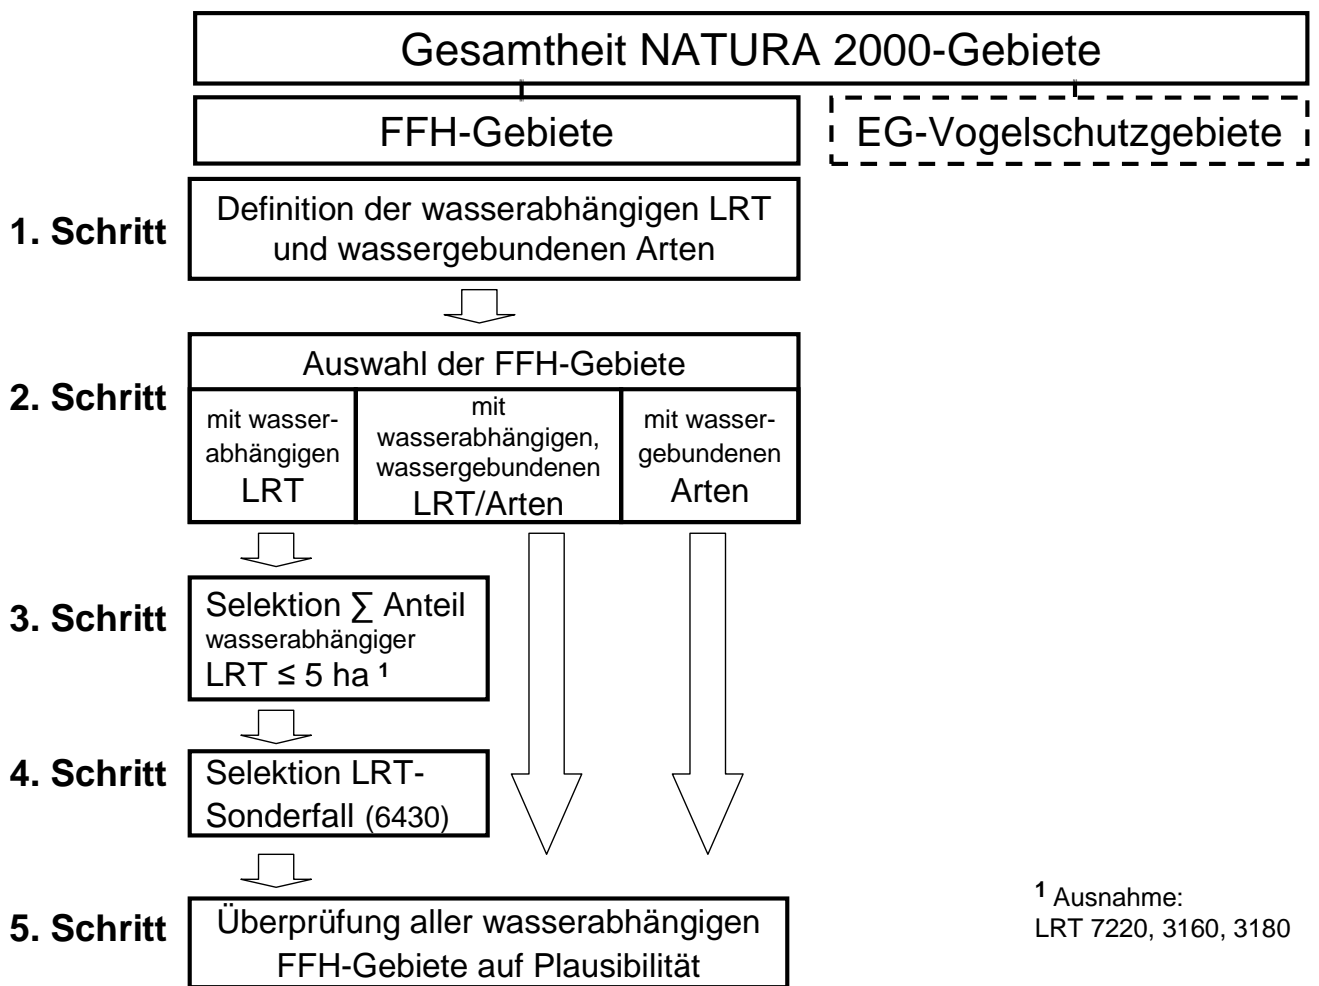 Gesamtheit NATURA 2000-Gebiete
FFH-Gebiete
EG-Vogelschutzgebiete
1. Schritt
Definition der wasserabhängigen LRT
und wassergebundenen Arten
2. Schritt
Auswahl der FFH-Gebiete
mit wasser-
abhängigen
LRT
mit
wasserabhängigen,
wassergebundenen
LRT/Arten
mit wasser-
gebundenen
Arten
3. Schritt
Selektion ∑ Anteil
wasserabhängiger
LRT ≤ 5 ha ¹
4. Schritt
Selektion LRT-
Sonderfall (6430)
5. Schritt
Überprüfung aller wasserabhängigen
FFH-Gebiete auf Plausibilität
¹ Ausnahme:
LRT 7220, 3160, 3180